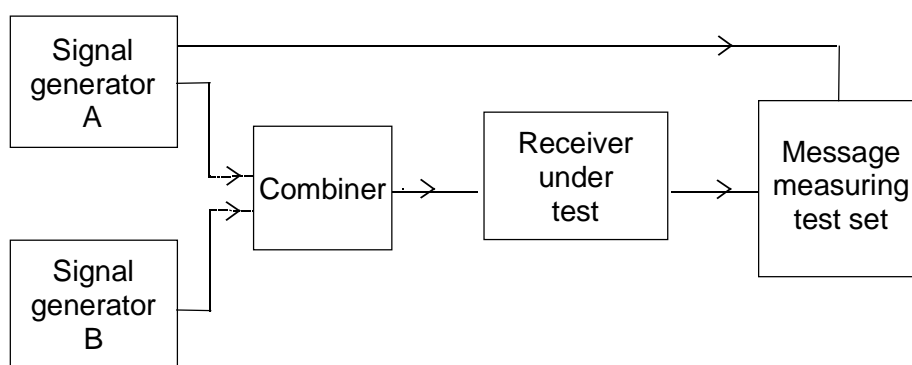 Signal
generator
A
Combiner
Receiver
under
test
Message
measuring
test set
Signal
generator
B